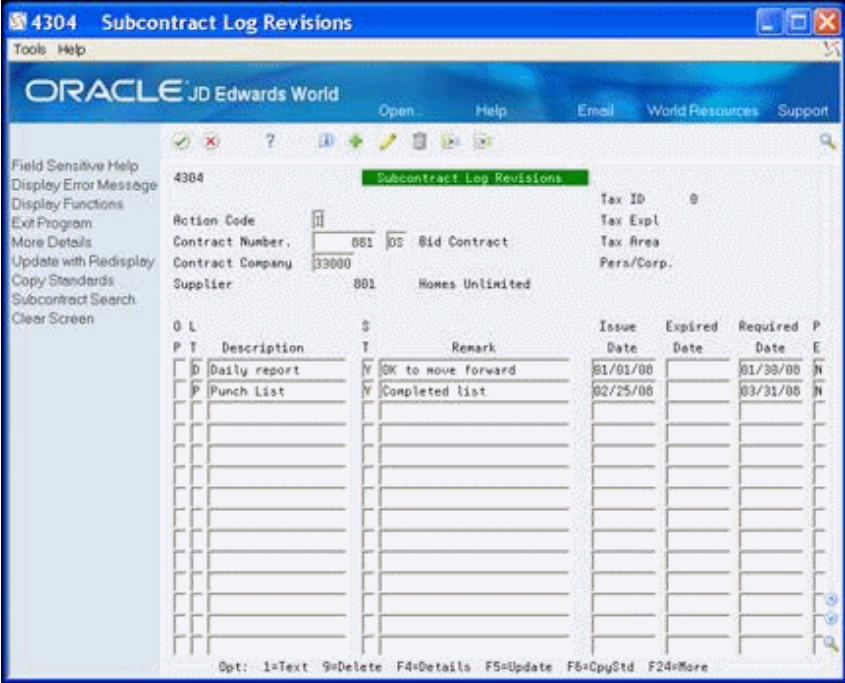 4304 Subcontract Log Revisions
Tools Help
ORACLE JD Edwards World
Open... Help Email World Resources Support
?
Field Sensitive Help
Display Error Message
Display Functions
Exit Program
More Details
Update with Redisplay
Copy Standards
Subcontract Search
Clear Screen
4304 Subcontract Log Revisions
Tax ID 0
Action Code I Tax Expl
Contract Number. 861 OS Bid Contract Tax Area
Contract Company 33000 Pers/Corp.
Supplier 801 Homes Unlimited
O L S Issue Expired Required P
P T Description T Remark Date Date Date E
D Daily report Y OK to move forward 01/01/08 01/30/08 N
P Punch List Y Completed list 02/25/08 03/31/08 N
Opt: 1=Text 9=Delete F4=Details F5=Update F6=CpyStd F24=More